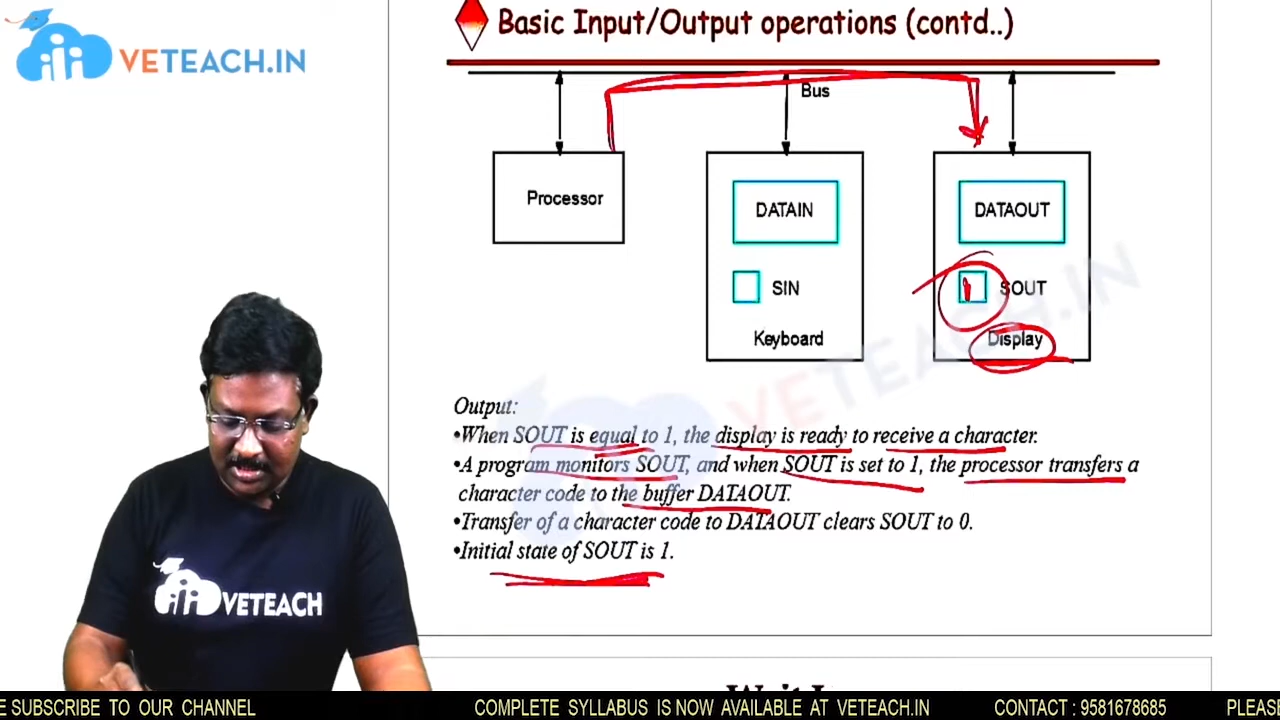 Basic Input/Output operations (contd..)
VETEACH.IN
Bus
Processor
DATAIN
DATAOUT
SIN
SOUT
Keyboard
Display
VETEACH.IN
Output:
•When SOUT is equal to 1, the display is ready to receive a character.
•A program monitors SOUT, and when SOUT is set to 1, the processor transfers a
character code to the buffer DATAOUT.
•Transfer of a character code to DATAOUT clears SOUT to 0.
•Initial state of SOUT is 1.
VETEACH
E SUBSCRIBE TO OUR CHANNEL COMPLETE SYLLABUS IS NOW AVAILABLE AT VETEACH.IN CONTACT : 9581678685 PLEAS